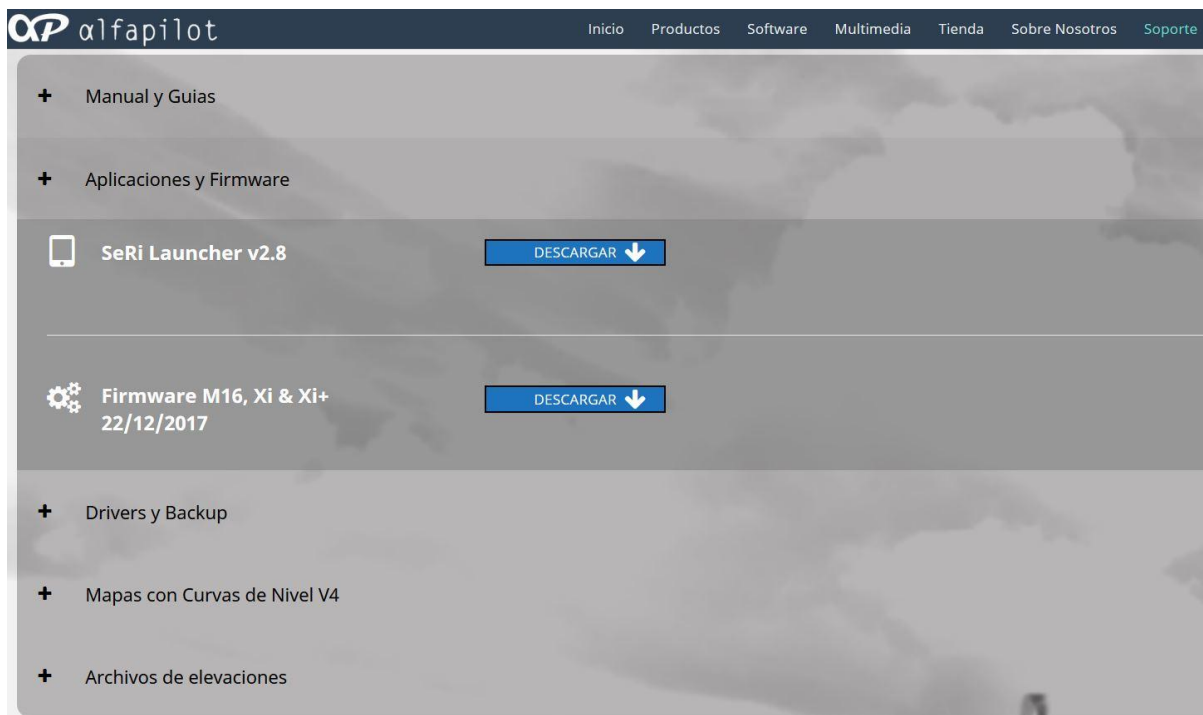 αP αlfapilot Inicio Productos Software Multimedia Tienda Sobre Nosotros Soporte
+ Manual y Guias
+ Aplicaciones y Firmware
SeRi Launcher v2.8 DESCARGAR
Firmware M16, Xi & Xi+ DESCARGAR
22/12/2017
+ Drivers y Backup
+ Mapas con Curvas de Nivel V4
+ Archivos de elevaciones